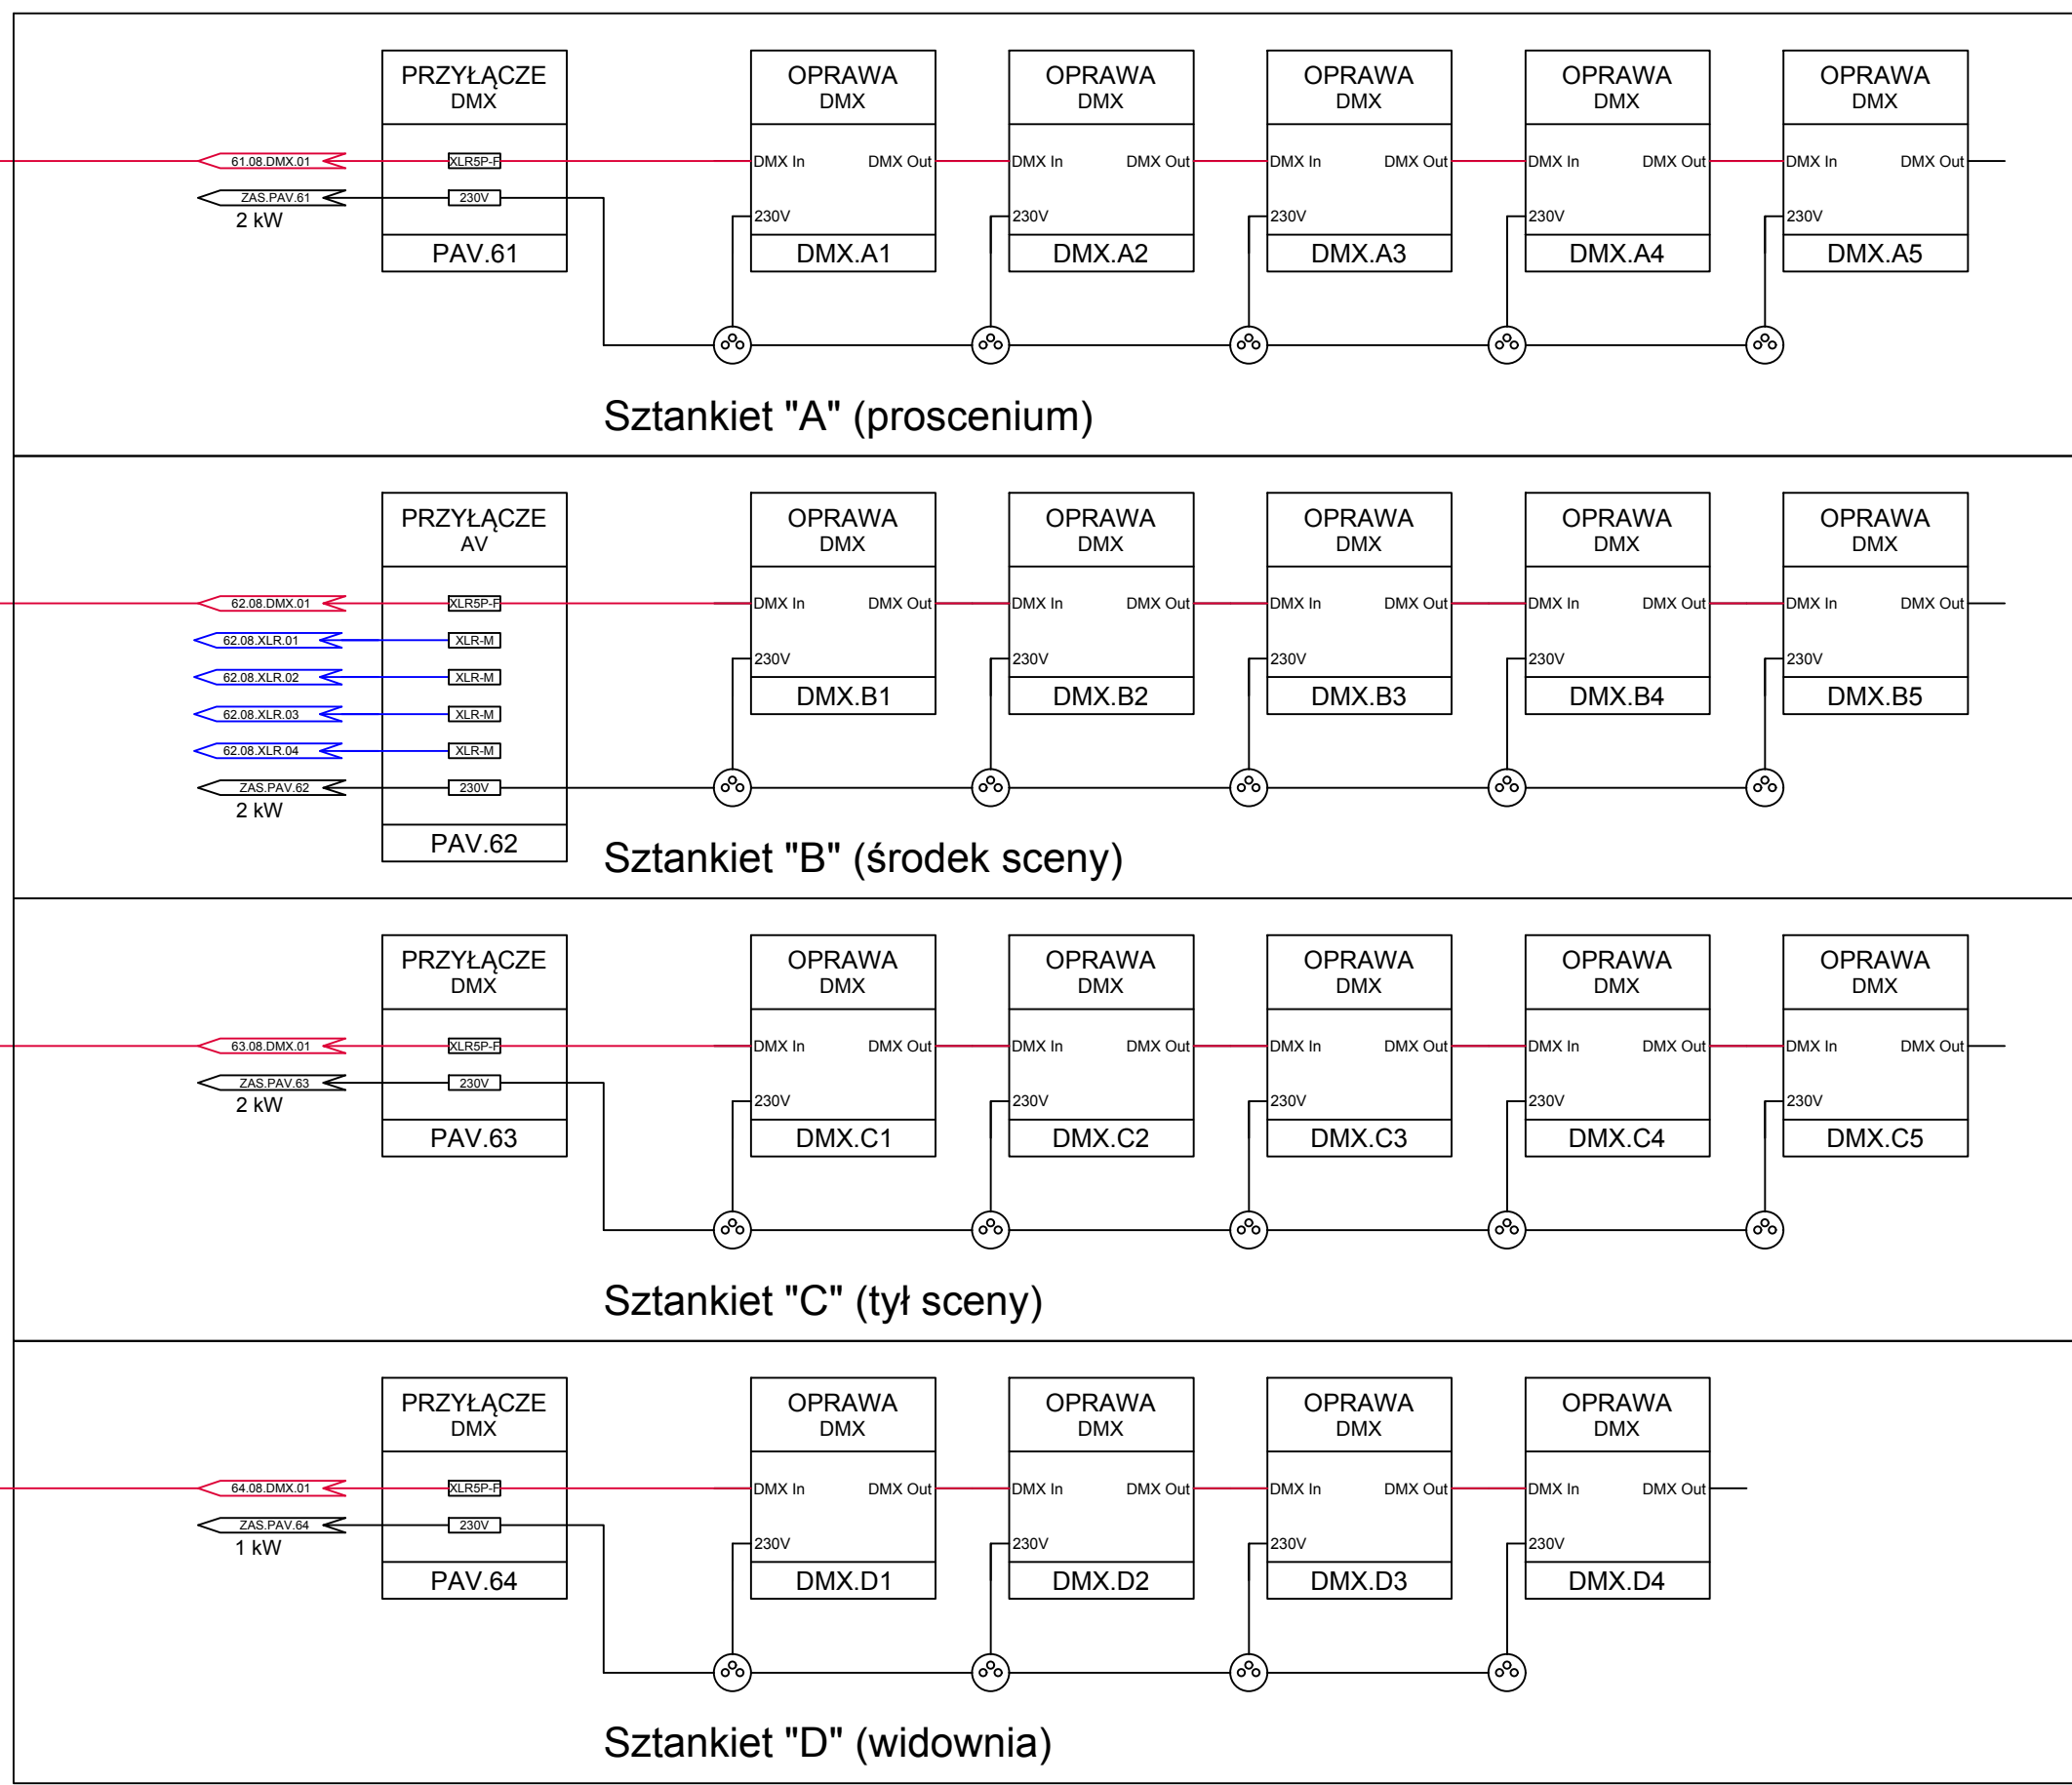 PRZYŁĄCZE OPRAWA OPRAWA OPRAWA OPRAWA OPRAWA
DMX DMX DMX DMX DMX DMX
61.08.DMX.01 XLR5P-F DMX In DMX Out DMX In DMX Out DMX In DMX Out DMX In DMX Out DMX In DMX Out
ZAS.PAV.61 230V
2 kW 230V 230V 230V 230V 230V
PAV.61 DMX.A1 DMX.A2 DMX.A3 DMX.A4 DMX.A5
Sztankiet "A" (proscenium)
PRZYŁĄCZE OPRAWA OPRAWA OPRAWA OPRAWA OPRAWA
AV DMX DMX DMX DMX DMX
62.08.DMX.01 XLR5P-F DMX In DMX Out DMX In DMX Out DMX In DMX Out DMX In DMX Out DMX In DMX Out
62.08.XLR.01 XLR-M
230V 230V 230V 230V 230V
62.08.XLR.02 XLR-M
DMX.B1 DMX.B2 DMX.B3 DMX.B4 DMX.B5
62.08.XLR.03 XLR-M
62.08.XLR.04 XLR-M
ZAS.PAV.62 230V
2 kW
PAV.62
Sztankiet "B" (środek sceny)
PRZYŁĄCZE OPRAWA OPRAWA OPRAWA OPRAWA OPRAWA
DMX DMX DMX DMX DMX DMX
63.08.DMX.01 XLR5P-F DMX In DMX Out DMX In DMX Out DMX In DMX Out DMX In DMX Out DMX In DMX Out
ZAS.PAV.63 230V
2 kW 230V 230V 230V 230V 230V
PAV.63 DMX.C1 DMX.C2 DMX.C3 DMX.C4 DMX.C5
Sztankiet "C" (tył sceny)
PRZYŁĄCZE OPRAWA OPRAWA OPRAWA OPRAWA
DMX DMX DMX DMX DMX
64.08.DMX.01 XLR5P-F DMX In DMX Out DMX In DMX Out DMX In DMX Out DMX In DMX Out
ZAS.PAV.64 230V
1 kW 230V 230V 230V 230V
PAV.64 DMX.D1 DMX.D2 DMX.D3 DMX.D4
Sztankiet "D" (widownia)